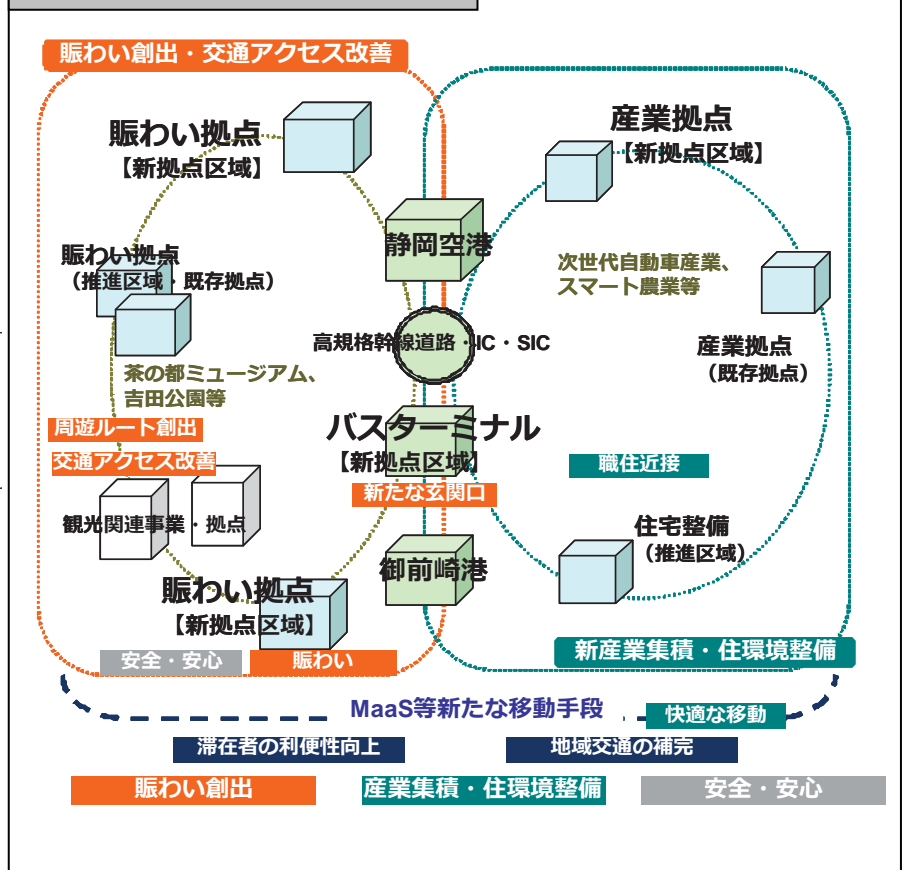 賑わい創出・交通アクセス改善
賑わい拠点
【新拠点区域】
産業拠点
【新拠点区域】
静岡空港
賑わい拠点
（推進区域・既存拠点）
次世代自動車産業、
スマート農業等
高規格幹線道路・IC・SIC
産業拠点
（既存拠点）
茶の都ミュージアム、
吉田公園等
周遊ルート創出
交通アクセス改善
バスターミナル
【新拠点区域】
新たな玄関口
職住近接
観光関連事業・拠点
住宅整備
（推進区域）
御前崎港
賑わい拠点
【新拠点区域】
安全・安心
賑わい
新産業集積・住環境整備
MaaS等新たな移動手段
快適な移動
滞在者の利便性向上
地域交通の補完
賑わい創出
産業集積・住環境整備
安全・安心